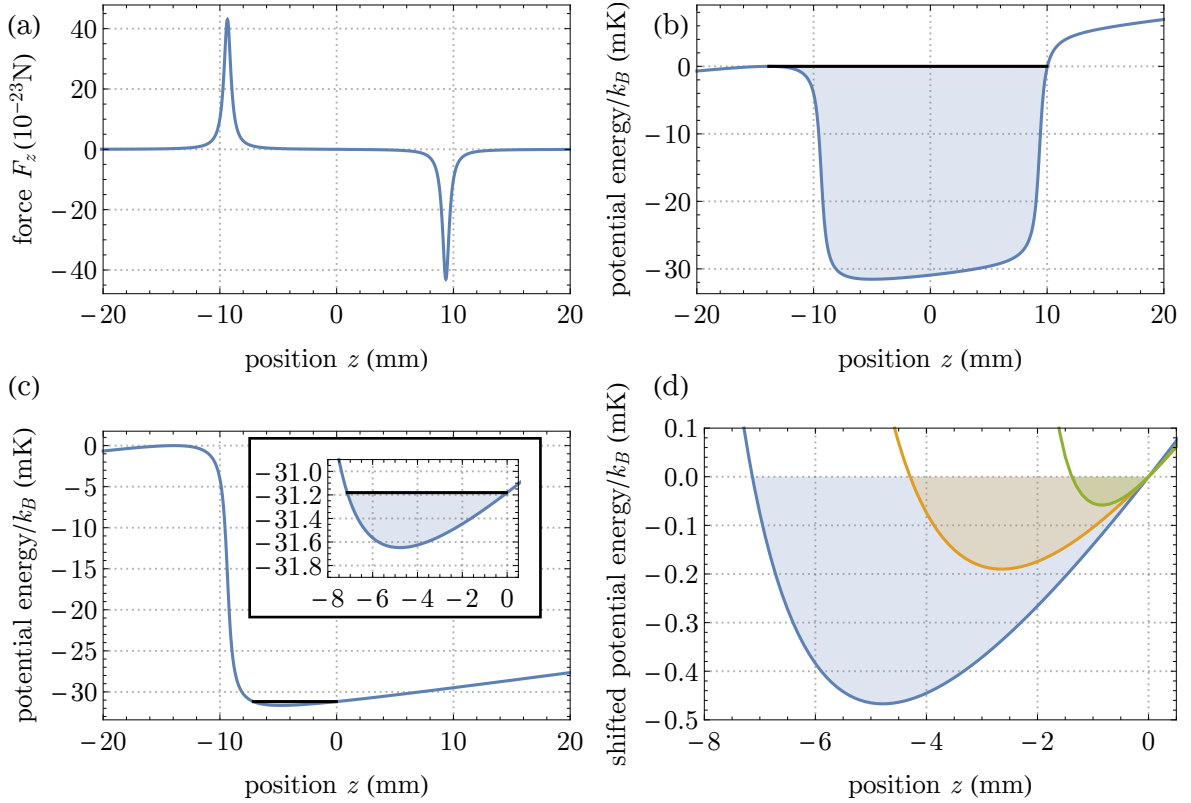 (a)
force F_z (10^{−23}N)
40
20
0
−20
−40
−20 −10 0 10 20
position z (mm)
(b)
potential energy/k_B (mK)
0
−10
−20
−30
−20 −10 0 10 20
position z (mm)
(c)
potential energy/k_B (mK)
0
−5
−10
−15
−20
−25
−30
−20 −10 0 10 20
position z (mm)
−31.0
−31.2
−31.4
−31.6
−31.8
−8 −6 −4 −2 0
(d)
shifted potential energy/k_B (mK)
0.1
0.0
−0.1
−0.2
−0.3
−0.4
−0.5
−8 −6 −4 −2 0
position z (mm)